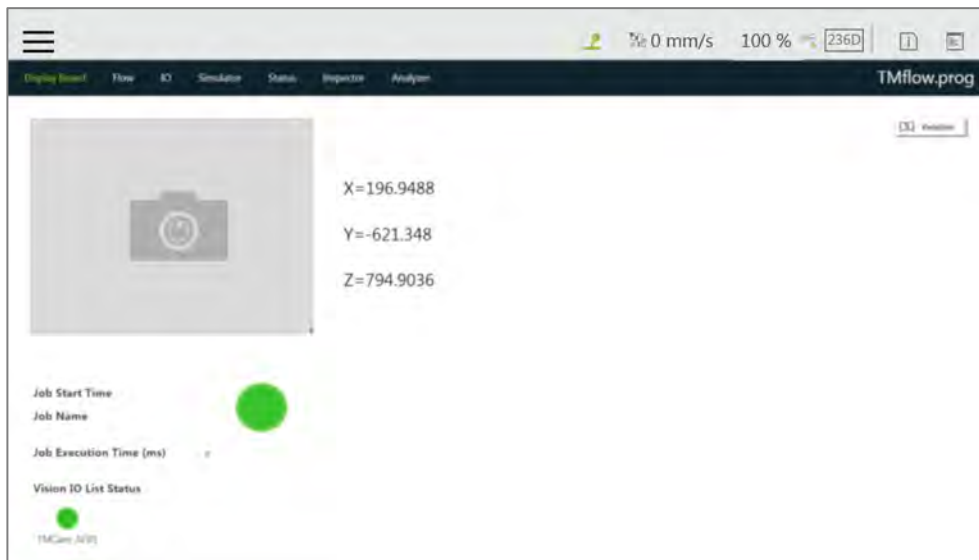 0 mm/s 100 % 236D
Display Board Flow IO Simulator Status Inspector Analyzer TMflow.prog
X=196.9488
Y=-621.348
Z=794.9036
Job Start Time
Job Name
Job Execution Time (ms)
Vision IO List Status